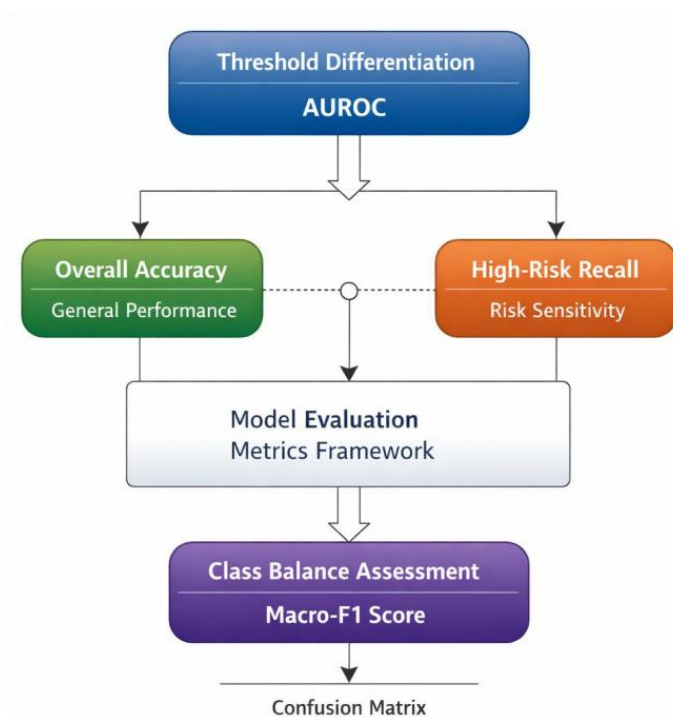 Threshold Differentiation
AUROC
Overall Accuracy
General Performance
High-Risk Recall
Risk Sensitivity
Model Evaluation
Metrics Framework
Class Balance Assessment
Macro-F1 Score
Confusion Matrix